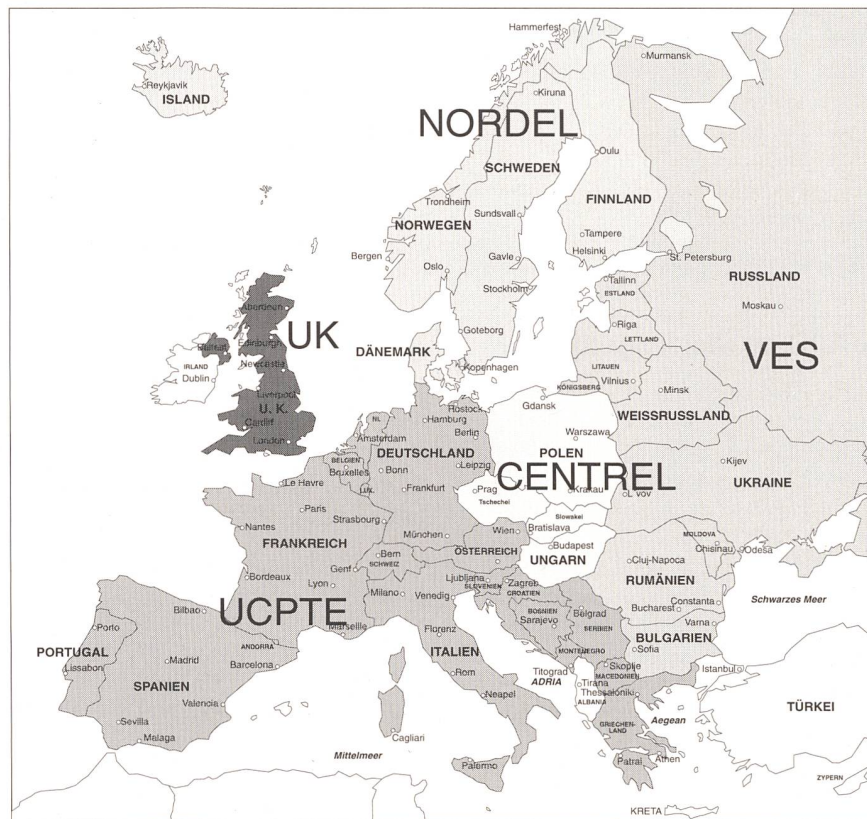 Hammerfest
Murmansk
Reykjavik
ISLAND
Kiruna
NORDEL
Oulu
SCHWEDEN
FINNLAND
Trondheim
Sundsvall
NORWEGEN
Tampere
Bergen
Gavle
Helsinki
St. Petersburg
Oslo
RUSSLAND
Tallinn
ESTLAND
Stockholm
Moskau
Aberdeen
Riga
UK
Goteborg
LETTLAND
Edinburgh
VES
DÄNEMARK
IRLAND
Newcastle
Kopenhagen
LITAUEN
Dublin
Vilnius
KÖNIGSBERG
Minsk
Liverpool
Gdansk
U. K.
Rostock
WEISSRUSSLAND
Cardiff
NL
Hamburg
Warszawa
London
Amsterdam
Berlin
DEUTSCHLAND
POLEN
BELGIEN
Bruxelles
Bonn
Leipzig
CENTREL
Kijev
Le Havre
LUX.
Frankfurt
Prag
Krakau
L'vov
UKRAINE
Tschechei
Paris
Strasbourg
Slowakei
Nantes
München
Wien
Bratislava
MOLDOVA
FRANKREICH
Bern
ÖSTERREICH
Budapest
Chisinau
Odesa
SCHWEIZ
UNGARN
Cluj-Napoca
Genf
Ljubljana
Zagreb
Bordeaux
Lyon
SLOVENIEN
CROATIEN
RUMÄNIEN
Milano
Venedig
Schwarzes Meer
UCPTE
BOSNIEN
Belgrad
Constanta
Bilbao
Sarajevo
Bucharest
Porto
Marseille
Florenz
SERBIEN
Varna
ANDORRA
BULGARIEN
PORTUGAL
ITALIEN
MONTENEGRO
Sofia
Madrid
Barcelona
Titograd
Skoplje
Istanbul
Lissabon
Rom
ADRIA
MACEDONIEN
SPANIEN
Tirana
Neapel
Thessaloniki
Valencia
ALBANIA
TÜRKEI
Sevilla
Aegean
GRIECHEN-
LAND
Malaga
Cagliari
Mittelmeer
Athen
Palermo
Patrai
ZYPERN
KRETA